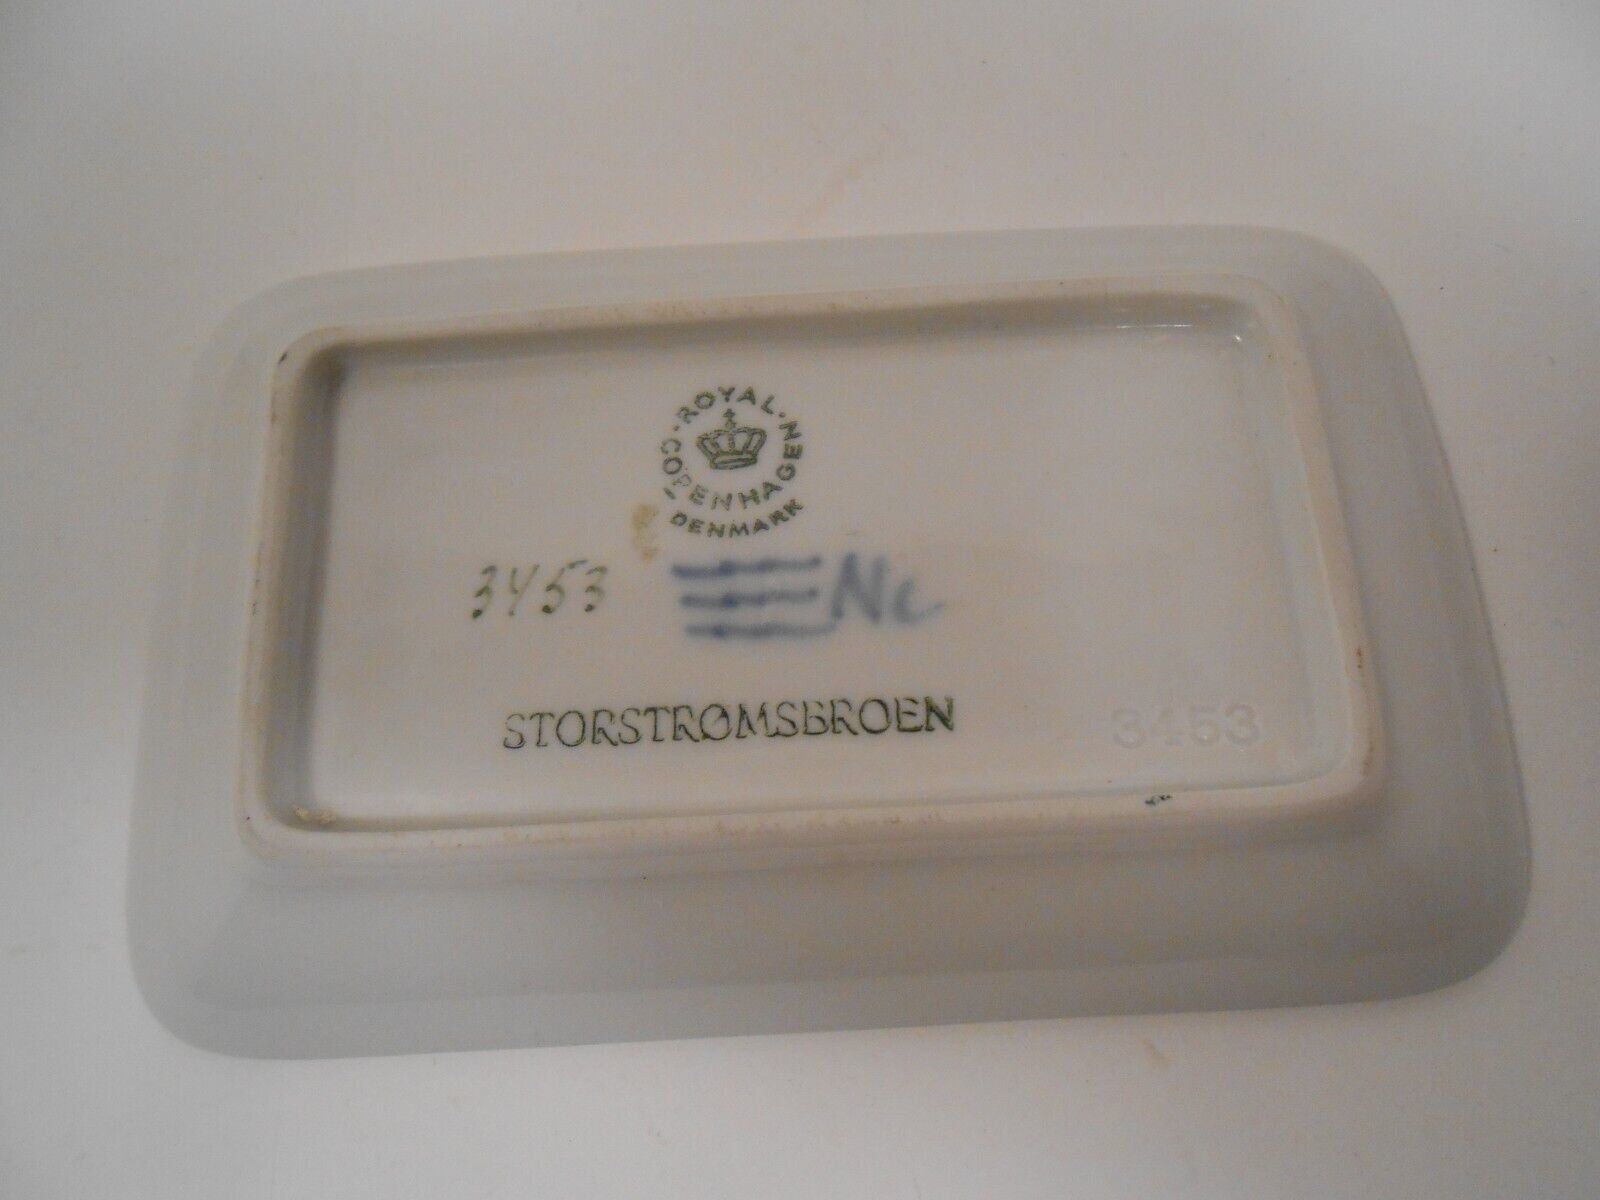 ROYAL
COPENHAGEN
DENMARK
3453 Nc
STORSTRØMSBROEN
3453